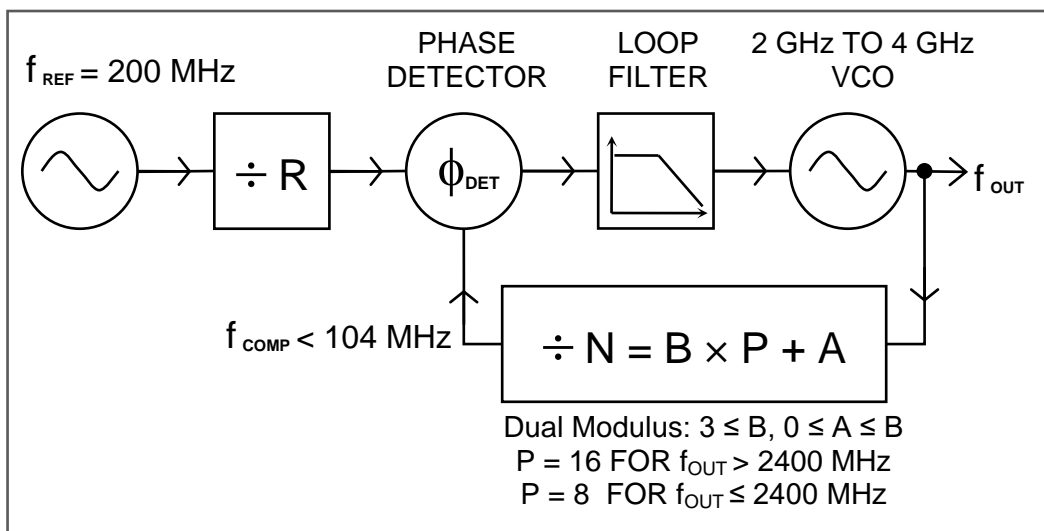 f REF = 200 MHz
PHASE
DETECTOR
LOOP
FILTER
2 GHz TO 4 GHz
VCO
÷ R
ϕDET
f OUT
f COMP < 104 MHz
÷ N = B × P + A
Dual Modulus: 3 ≤ B, 0 ≤ A ≤ B
P = 16 FOR fOUT > 2400 MHz
P = 8 FOR fOUT ≤ 2400 MHz